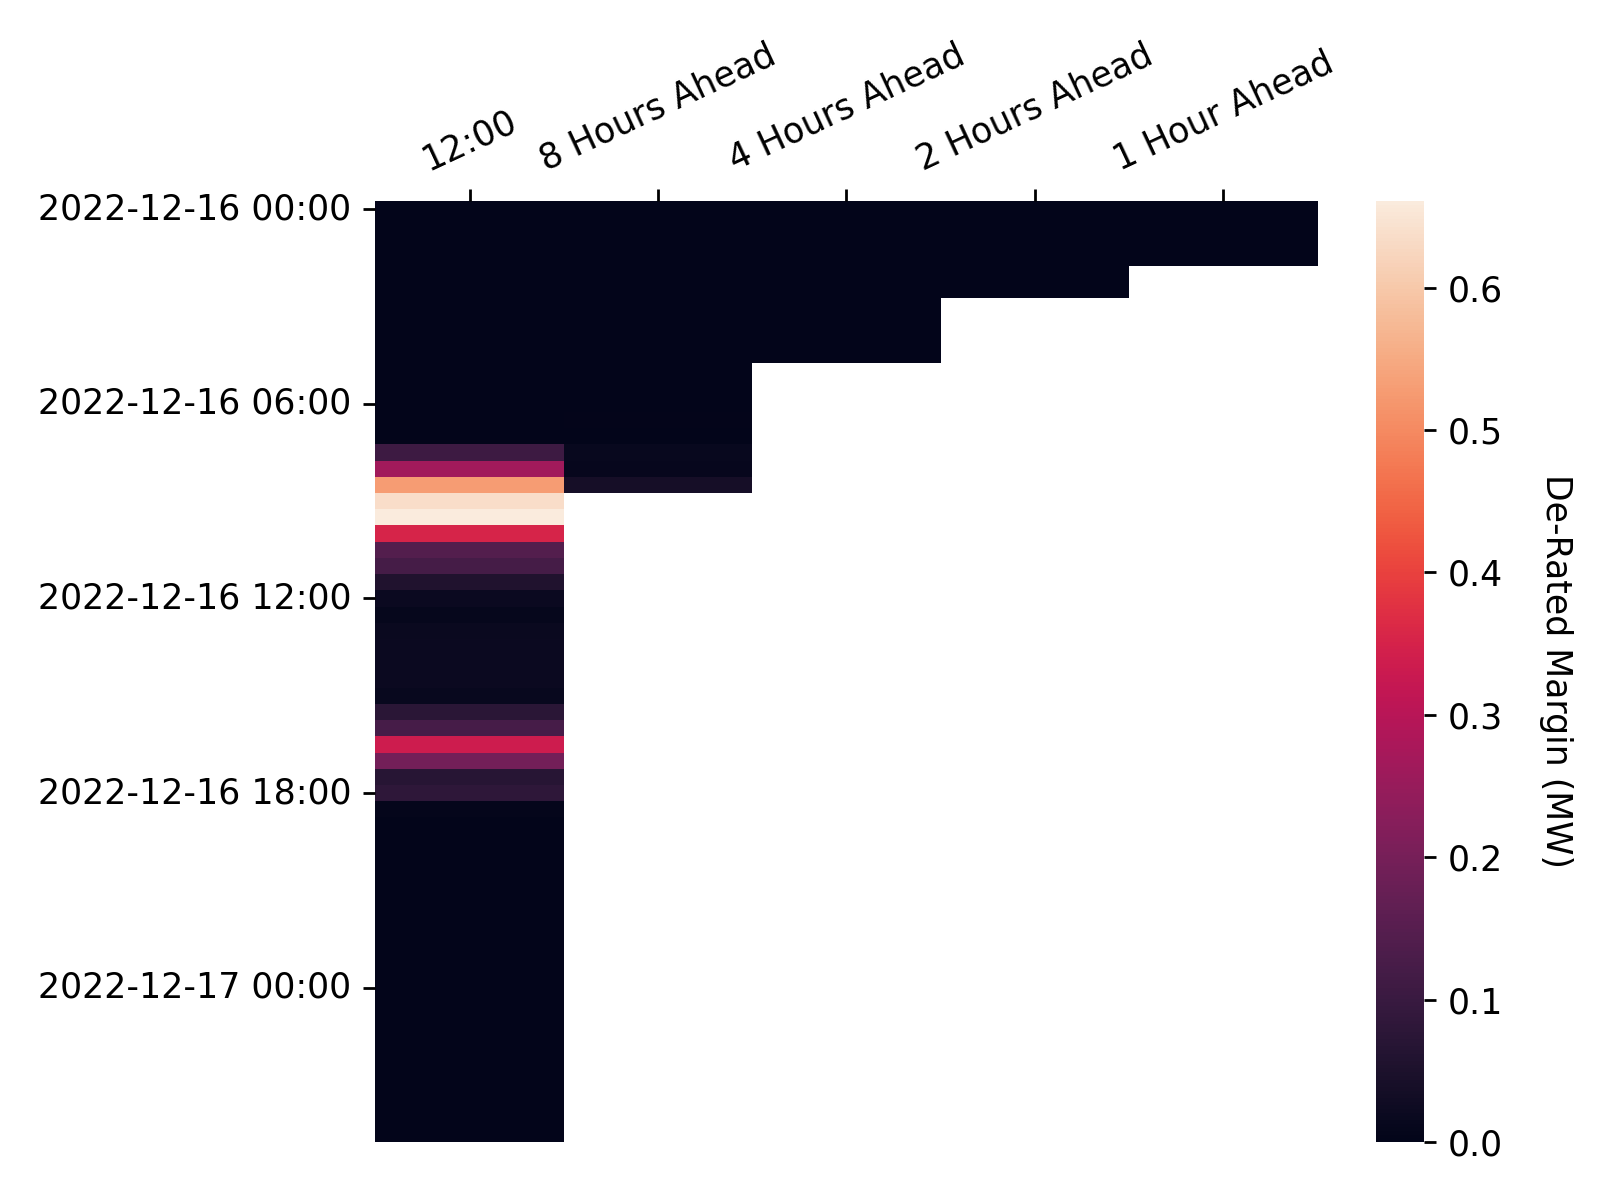 12:00
8 Hours Ahead
4 Hours Ahead
2 Hours Ahead
1 Hour Ahead
2022-12-16 00:00
2022-12-16 06:00
2022-12-16 12:00
2022-12-16 18:00
2022-12-17 00:00
0.6
0.5
0.4
0.3
0.2
0.1
0.0
De-Rated Margin (MW)